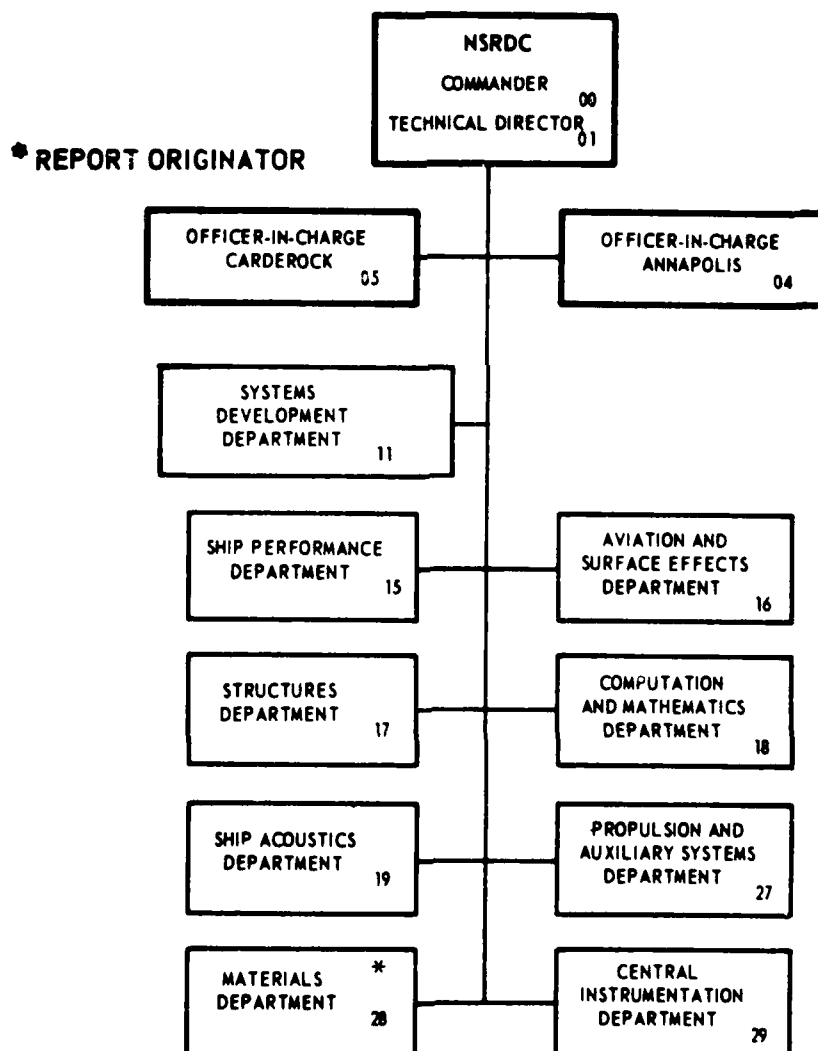 NSRDC
COMMANDER
00
TECHNICAL DIRECTOR
01
* REPORT ORIGINATOR
OFFICER-IN-CHARGE
CARDEROCK
05
OFFICER-IN-CHARGE
ANNAPOLIS
04
SYSTEMS
DEVELOPMENT
DEPARTMENT
11
SHIP PERFORMANCE
DEPARTMENT
15
AVIATION AND
SURFACE EFFECTS
DEPARTMENT
16
STRUCTURES
DEPARTMENT
17
COMPUTATION
AND MATHEMATICS
DEPARTMENT
18
SHIP ACOUSTICS
DEPARTMENT
19
PROPULSION AND
AUXILIARY SYSTEMS
DEPARTMENT
27
MATERIALS *
DEPARTMENT
28
CENTRAL
INSTRUMENTATION
DEPARTMENT
29